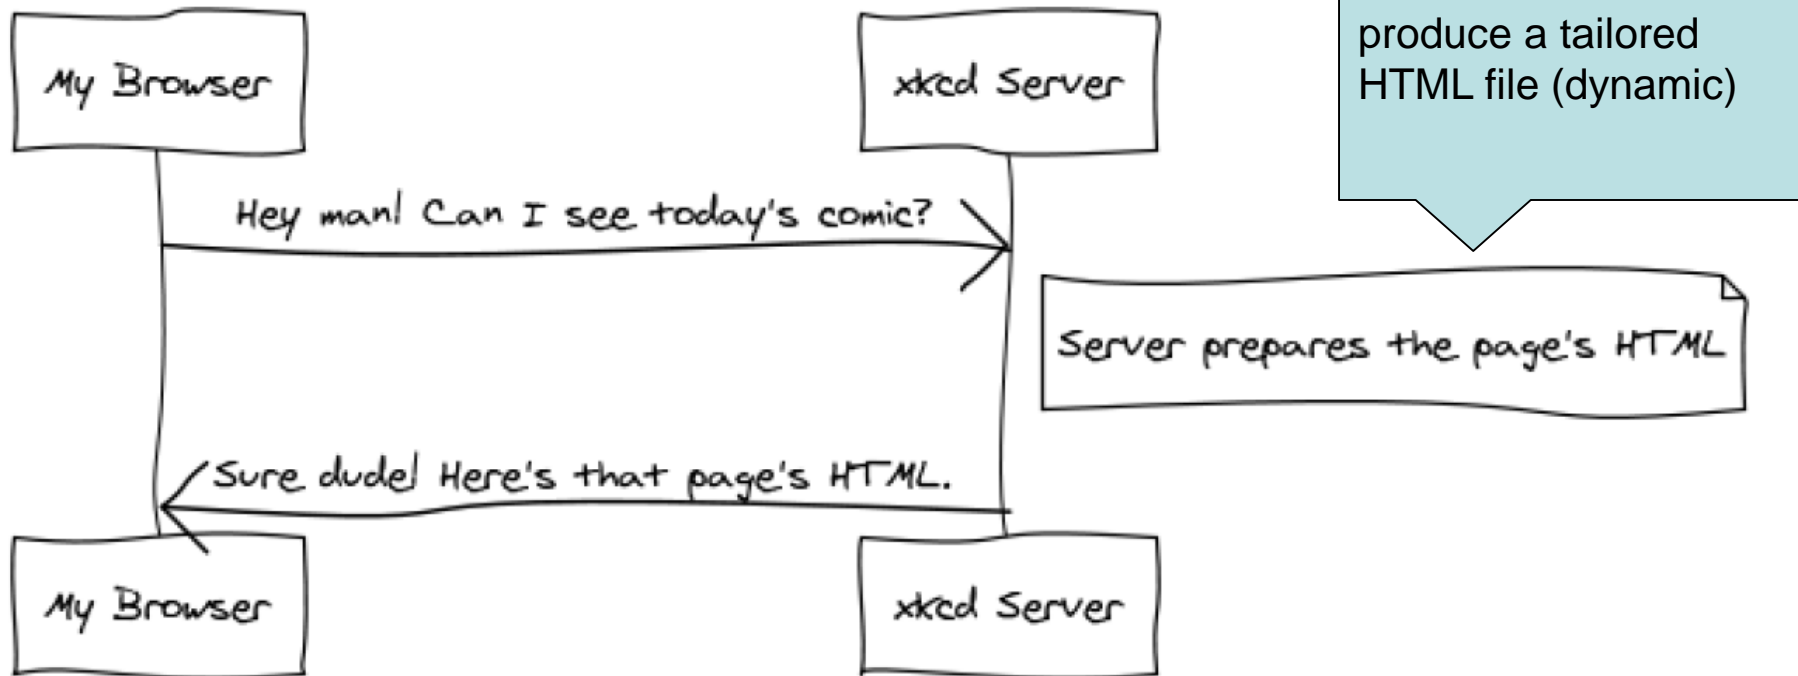 My Browser
xkcd Server
produce a tailored
HTML file (dynamic)
Hey man! Can I see today's comic?
Server prepares the page's HTML
Sure dude! Here's that page's HTML.
My Browser
xkcd Server